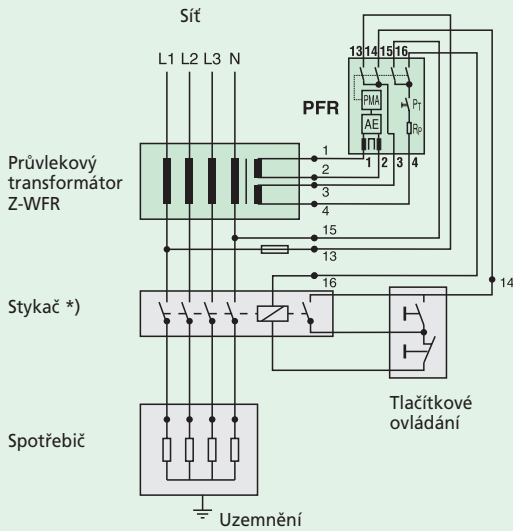 Síť
L1 L2 L3 N
13 14 15 16
PFR
PMA
PT
AE
RP
1 2 3 4
Průvlekový
transformátor
Z-WFR
1
2
3
4
15
13
16
14
Stykač *)
Tlačítkové
ovládání
Spotřebič
Uzemnění